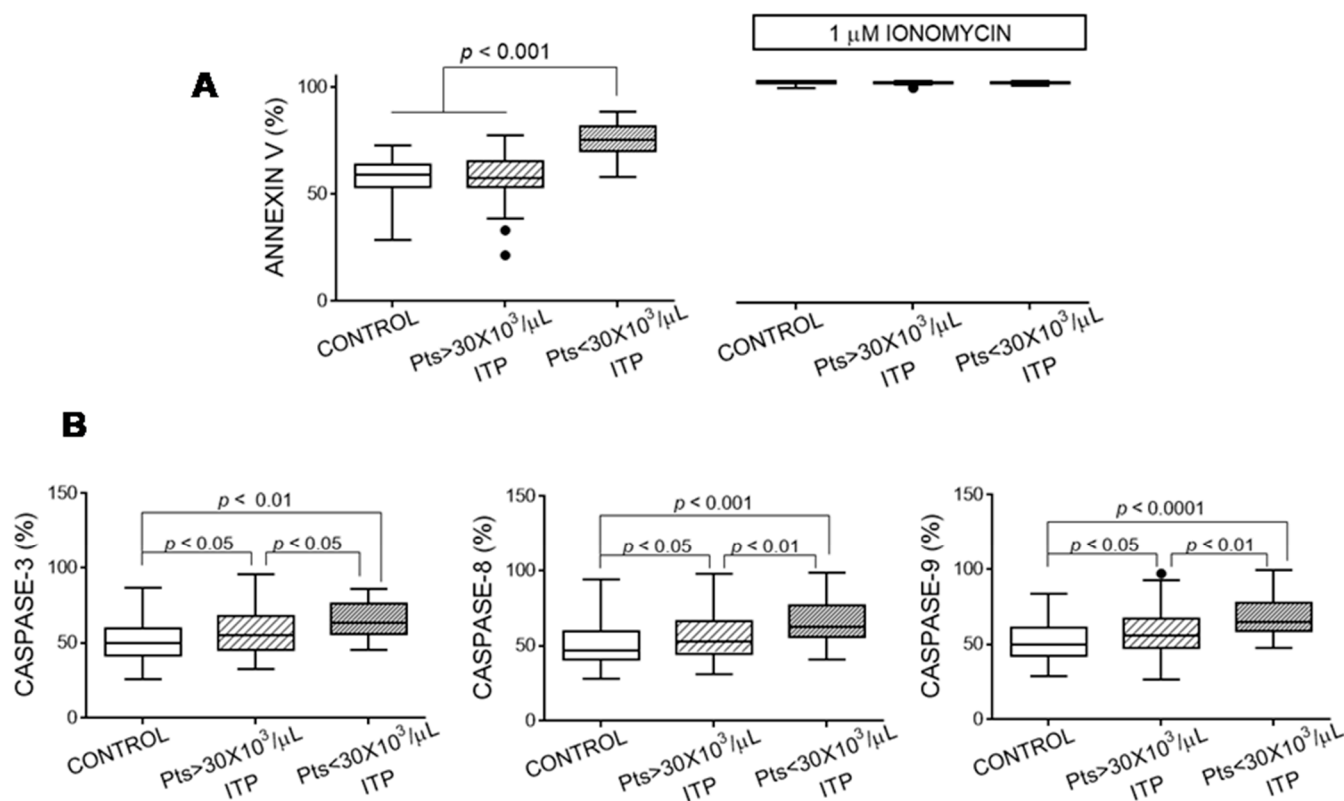 1 μM IONOMYCIN
A
p < 0.001
ANNEXIN V (%)
100
50
0
CONTROL
Pts>30X10³/μL
ITP
Pts<30X10³/μL
ITP
CONTROL
Pts>30X10³/μL
ITP
Pts<30X10³/μL
ITP
B
CASPASE-3 (%)
150
100
50
0
p < 0.01
p < 0.05
p < 0.05
CONTROL
Pts>30X10³/μL
ITP
Pts<30X10³/μL
ITP
CASPASE-8 (%)
150
100
50
0
p < 0.001
p < 0.05
p < 0.01
CONTROL
Pts>30X10³/μL
ITP
Pts<30X10³/μL
ITP
CASPASE-9 (%)
150
100
50
0
p < 0.0001
p < 0.05
p < 0.01
CONTROL
Pts>30X10³/μL
ITP
Pts<30X10³/μL
ITP